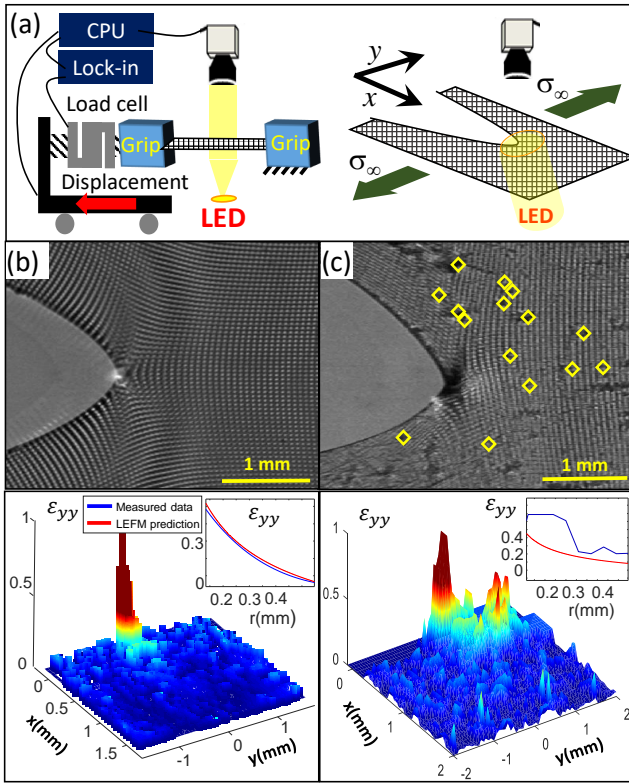 (a)
CPU
Lock-in
Load cell
Grip
Grip
Displacement
LED
y
x
σ∞
σ∞
LED
(b)
1 mm
(c)
1 mm
εyy
1
0.5
0
Measured data
LEFM prediction
εyy
0.3
0
0.2 0.3 0.4
r(mm)
0
0.5
1
1.5
x(mm)
-1
0
1
y(mm)
εyy
1
0.5
0
εyy
0.4
0.2
0
0.2 0.4
r(mm)
0
1
2
x(mm)
-2
-1
0
1
2
y(mm)